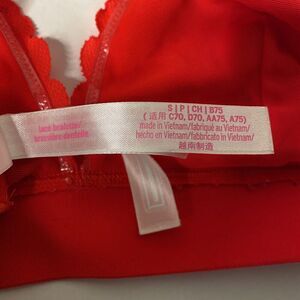 lace bralette/
brassière-dentelle
S | P | CH | B75
( 适用 C70, D70, AA75, A75)
made in Vietnam/fabriqué au Vietnam/
hecho en Vietnam/fabbricato in Vietnam/
越南制造